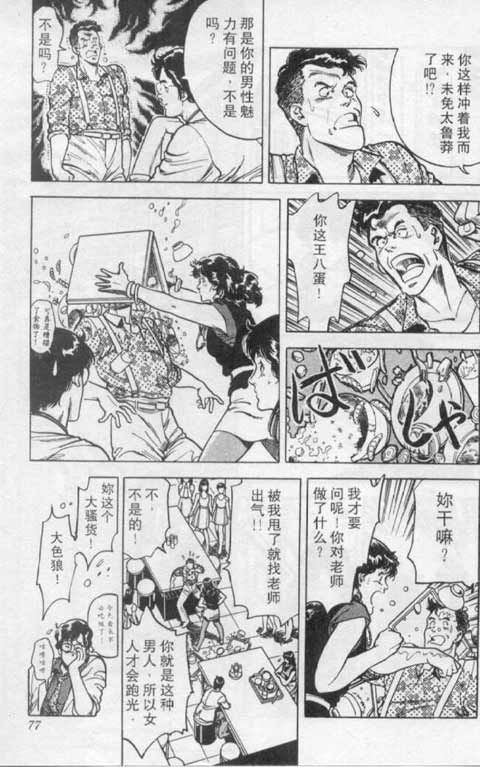 你这样冲着我而
来，未免太鲁莽
了吧！?
那是你的男性魅
力有问题，不是
吗？
不是吗？
你这王八蛋！
バシャ
妳干嘛？
我才要
问呢！你对老师
做了什么？
被我甩了就找老师
出气！！
不，
不是的！
你就是这种
男人，所以女
人才会跑光。
妳这个
大骚货！
大色狼！
77